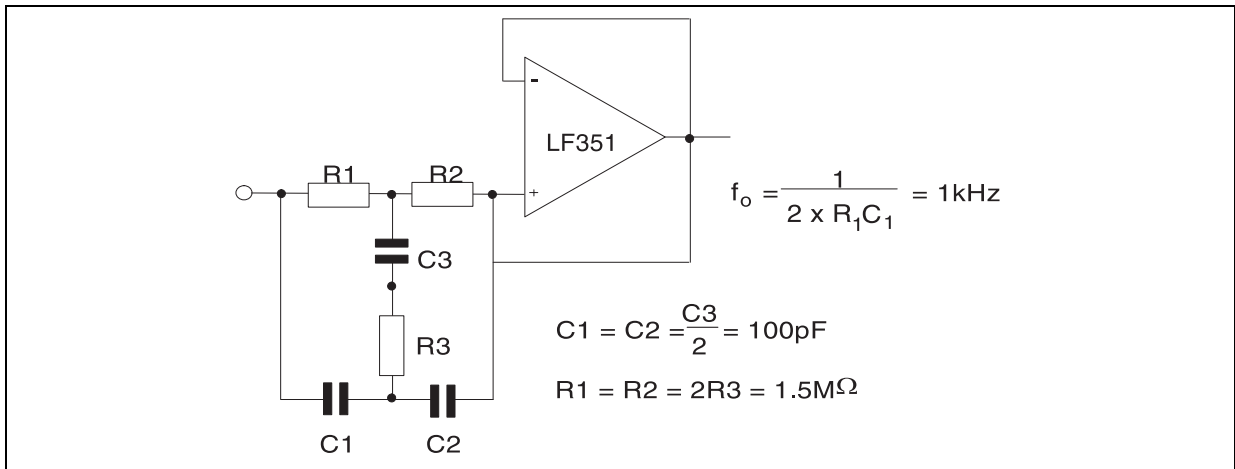 -
LF351
+
R1
R2
C3
R3
C1
C2
fo = 1 / 2 x R1C1 = 1kHz
C1 = C2 = C3 / 2 = 100pF
R1 = R2 = 2R3 = 1.5MΩ